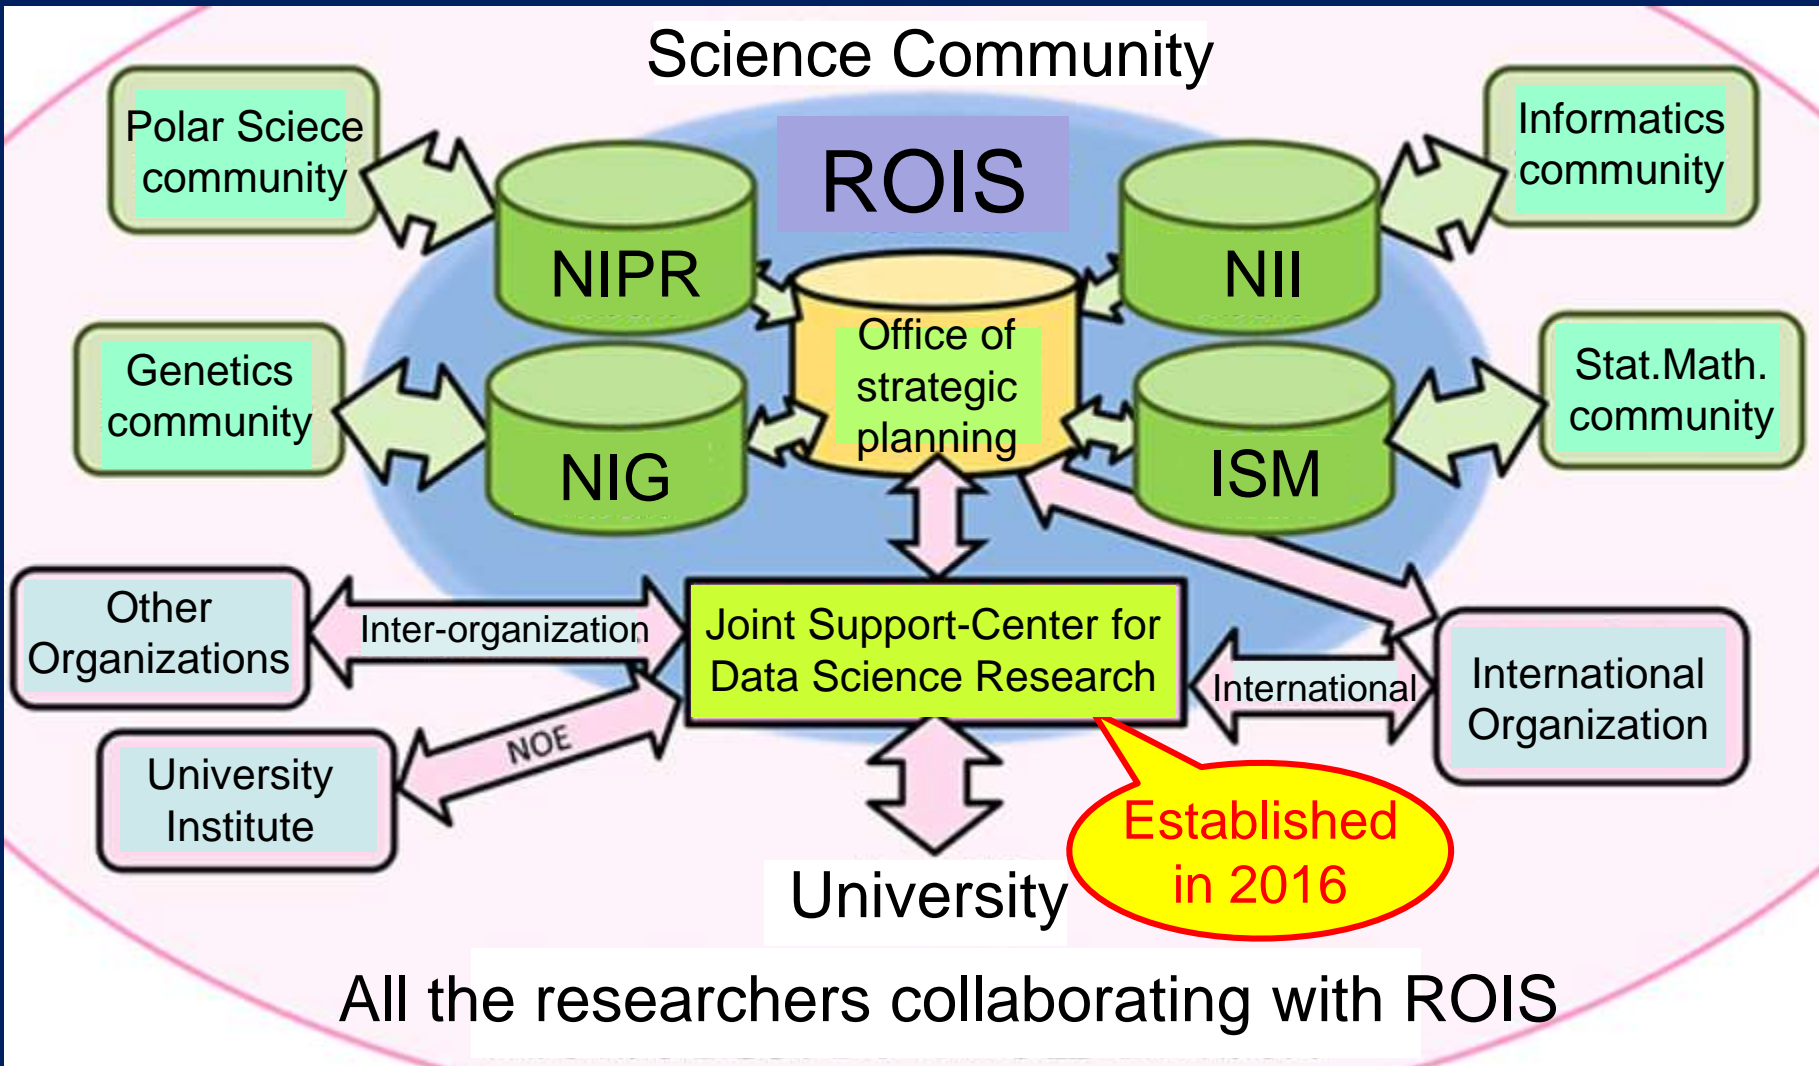 Science Community
Polar Sciece
community
Informatics
community
ROIS
NIPR
NII
Office of
strategic
planning
Genetics
community
Stat.Math.
community
NIG
ISM
Other
Organizations
Inter-organization
Joint Support-Center for
Data Science Research
International
International
Organization
NOE
University
Institute
Established
in 2016
University
All the researchers collaborating with ROIS